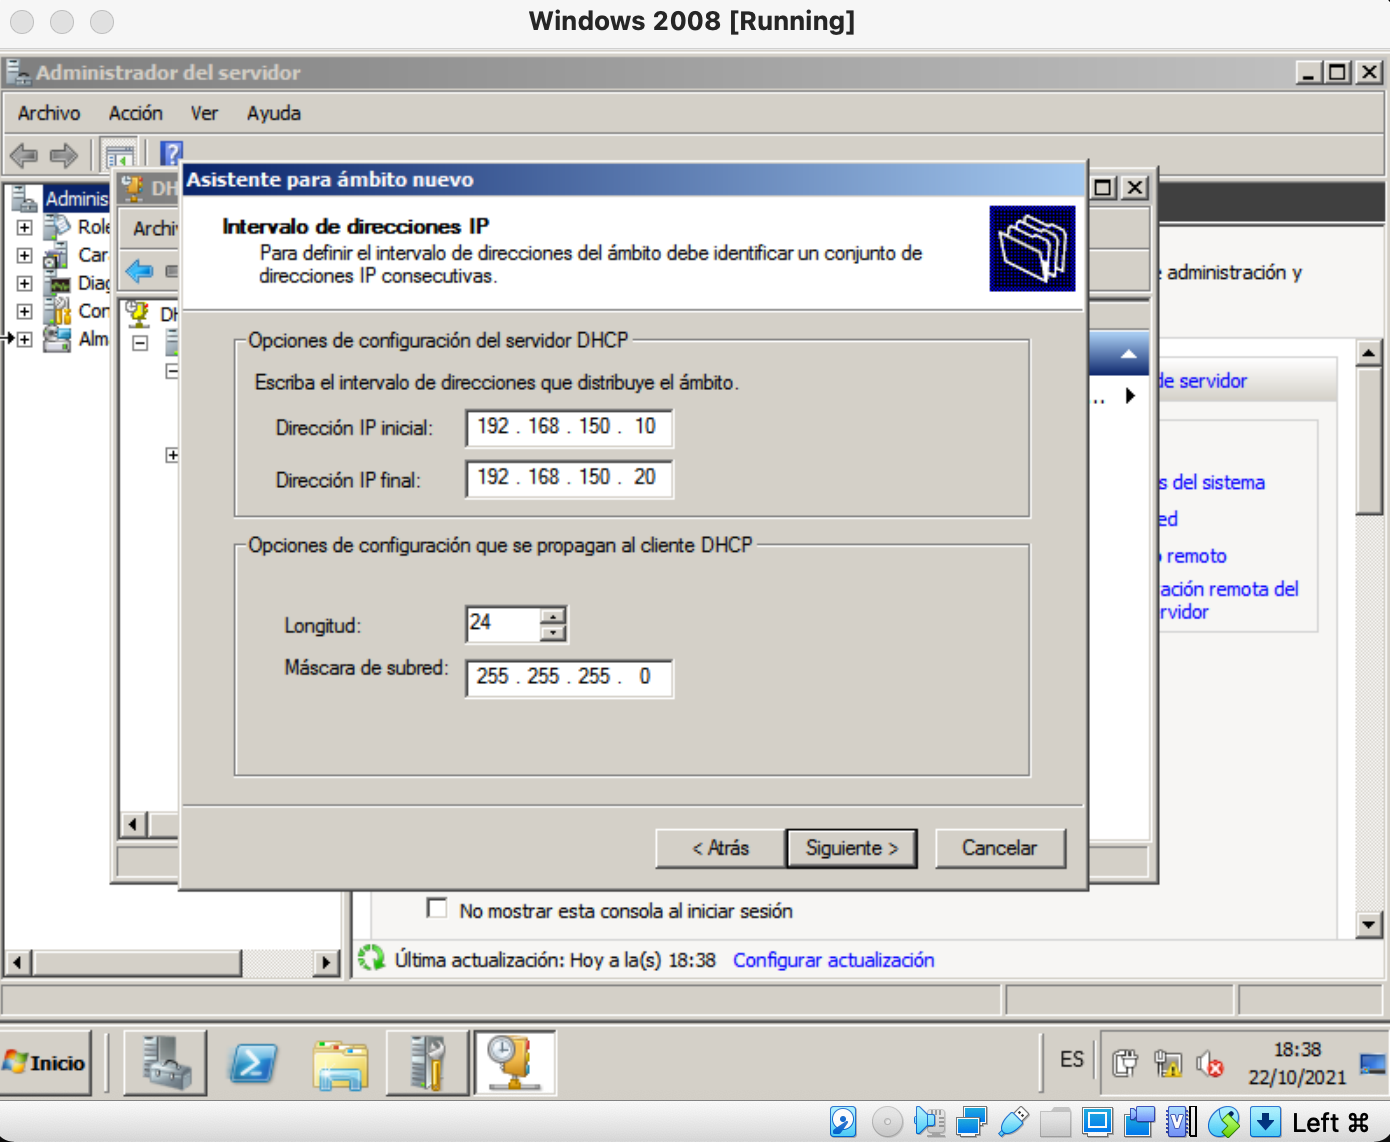 Windows 2008 [Running]
Administrador del servidor
Archivo Acción Ver Ayuda
Asistente para ámbito nuevo
Intervalo de direcciones IP
Para definir el intervalo de direcciones del ámbito debe identificar un conjunto de
direcciones IP consecutivas.
Opciones de configuración del servidor DHCP
Escriba el intervalo de direcciones que distribuye el ámbito.
Dirección IP inicial: 192 . 168 . 150 . 10
Dirección IP final: 192 . 168 . 150 . 20
Opciones de configuración que se propagan al cliente DHCP
Longitud: 24
Máscara de subred: 255 . 255 . 255 . 0
< Atrás Siguiente > Cancelar
Adminis
Role
Car
Diag
Con
Alm
DH
Archi
DH
administración y
de servidor
s del sistema
ed
remoto
ación remota del
rvidor
No mostrar esta consola al iniciar sesión
Última actualización: Hoy a la(s) 18:38 Configurar actualización
Inicio
ES
18:38
22/10/2021
Left ⌘